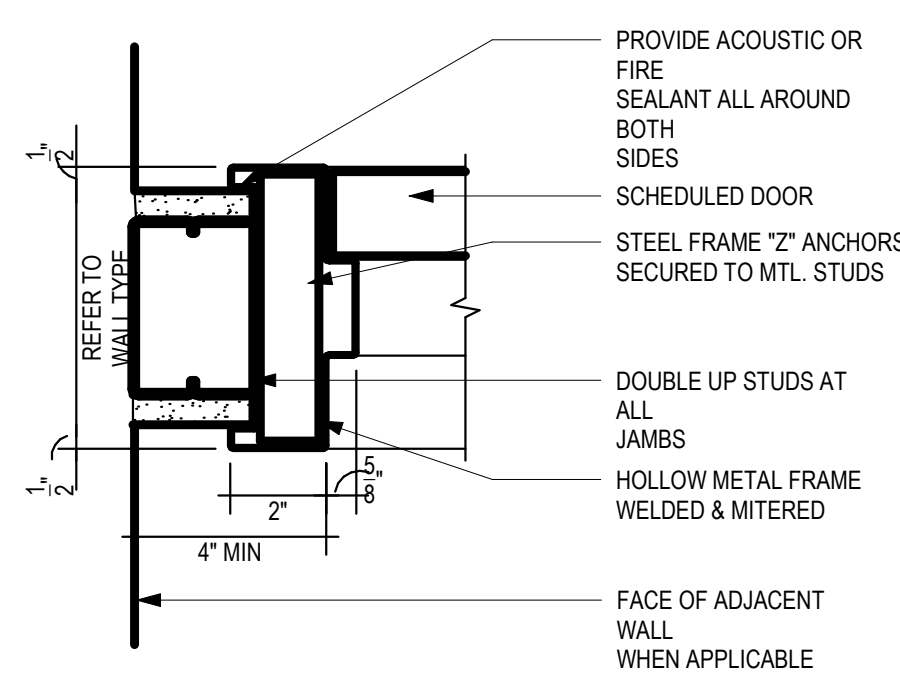 PROVIDE ACOUSTIC OR
FIRE
SEALANT ALL AROUND
BOTH
SIDES
SCHEDULED DOOR
STEEL FRAME "Z" ANCHORS
SECURED TO MTL. STUDS
DOUBLE UP STUDS AT
ALL
JAMBS
HOLLOW METAL FRAME
WELDED & MITERED
FACE OF ADJACENT
WALL
WHEN APPLICABLE
1/2"
REFER TO
WALL TYPE
1/2"
5/8"
2"
4" MIN